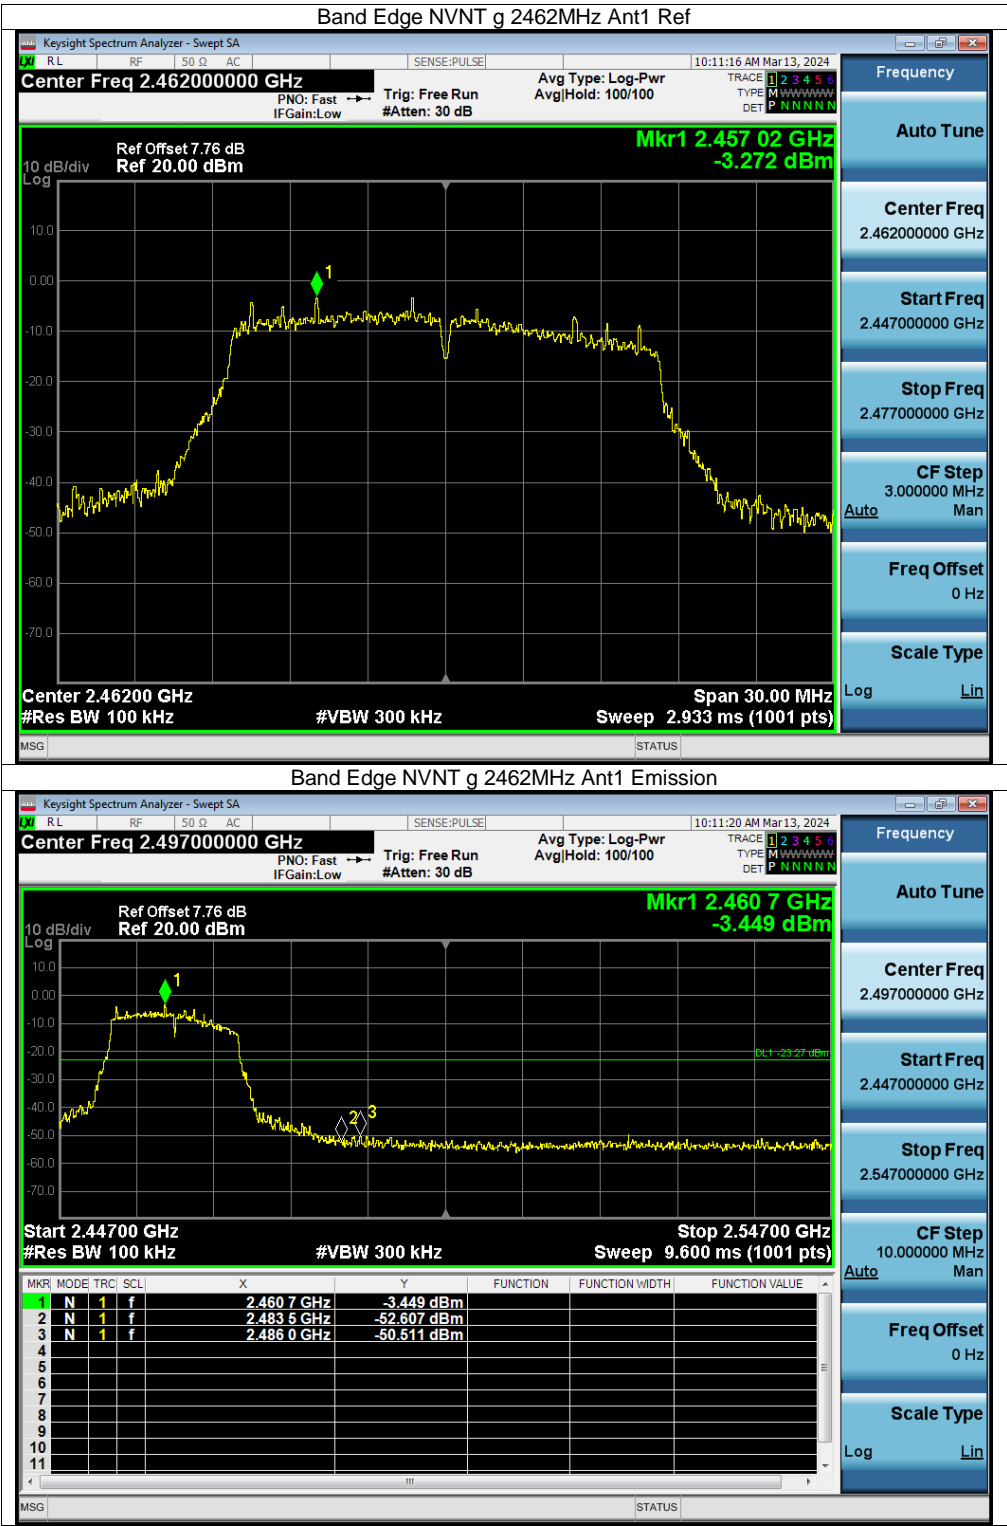 Band Edge NVNT g 2462MHz Ant1 Ref
Keysight Spectrum Analyzer - Swept SA
LXI RL RF 50 Ω AC SENSE:PULSE 10:11:16 AM Mar 13, 2024
Center Freq 2.462000000 GHz
PNO: Fast
IFGain:Low
Trig: Free Run
#Atten: 30 dB
Avg Type: Log-Pwr
Avg|Hold: 100/100
TRACE 1 2 3 4 5 6
TYPE M WWWWW
DET P N N N N N
Frequency
Auto Tune
Center Freq
2.462000000 GHz
Start Freq
2.447000000 GHz
Stop Freq
2.477000000 GHz
CF Step
3.000000 MHz
Auto Man
Freq Offset
0 Hz
Scale Type
Log Lin
Mkr1 2.457 02 GHz
-3.272 dBm
Ref Offset 7.76 dB
10 dB/div Ref 20.00 dBm
Log
10.0
0.00
-10.0
-20.0
-30.0
-40.0
-50.0
-60.0
-70.0
1
Center 2.46200 GHz Span 30.00 MHz
#Res BW 100 kHz #VBW 300 kHz Sweep 2.933 ms (1001 pts)
MSG STATUS
Band Edge NVNT g 2462MHz Ant1 Emission
Keysight Spectrum Analyzer - Swept SA
LXI RL RF 50 Ω AC SENSE:PULSE 10:11:20 AM Mar 13, 2024
Center Freq 2.497000000 GHz
PNO: Fast
IFGain:Low
Trig: Free Run
#Atten: 30 dB
Avg Type: Log-Pwr
Avg|Hold: 100/100
TRACE 1 2 3 4 5 6
TYPE M WWWWW
DET P N N N N N
Frequency
Auto Tune
Center Freq
2.497000000 GHz
Start Freq
2.447000000 GHz
Stop Freq
2.547000000 GHz
CF Step
10.000000 MHz
Auto Man
Freq Offset
0 Hz
Scale Type
Log Lin
Mkr1 2.460 7 GHz
-3.449 dBm
Ref Offset 7.76 dB
10 dB/div Ref 20.00 dBm
Log
10.0
0.00
-10.0
-20.0
-30.0
-40.0
-50.0
-60.0
-70.0
1
2
3
DL1 -23.27 dBm
Start 2.44700 GHz Stop 2.54700 GHz
#Res BW 100 kHz #VBW 300 kHz Sweep 9.600 ms (1001 pts)
MKR MODE TRC SCL X Y FUNCTION FUNCTION WIDTH FUNCTION VALUE
1 N 1 f 2.460 7 GHz -3.449 dBm
2 N 1 f 2.483 5 GHz -52.607 dBm
3 N 1 f 2.486 0 GHz -50.511 dBm
4
5
6
7
8
9
10
11
MSG STATUS